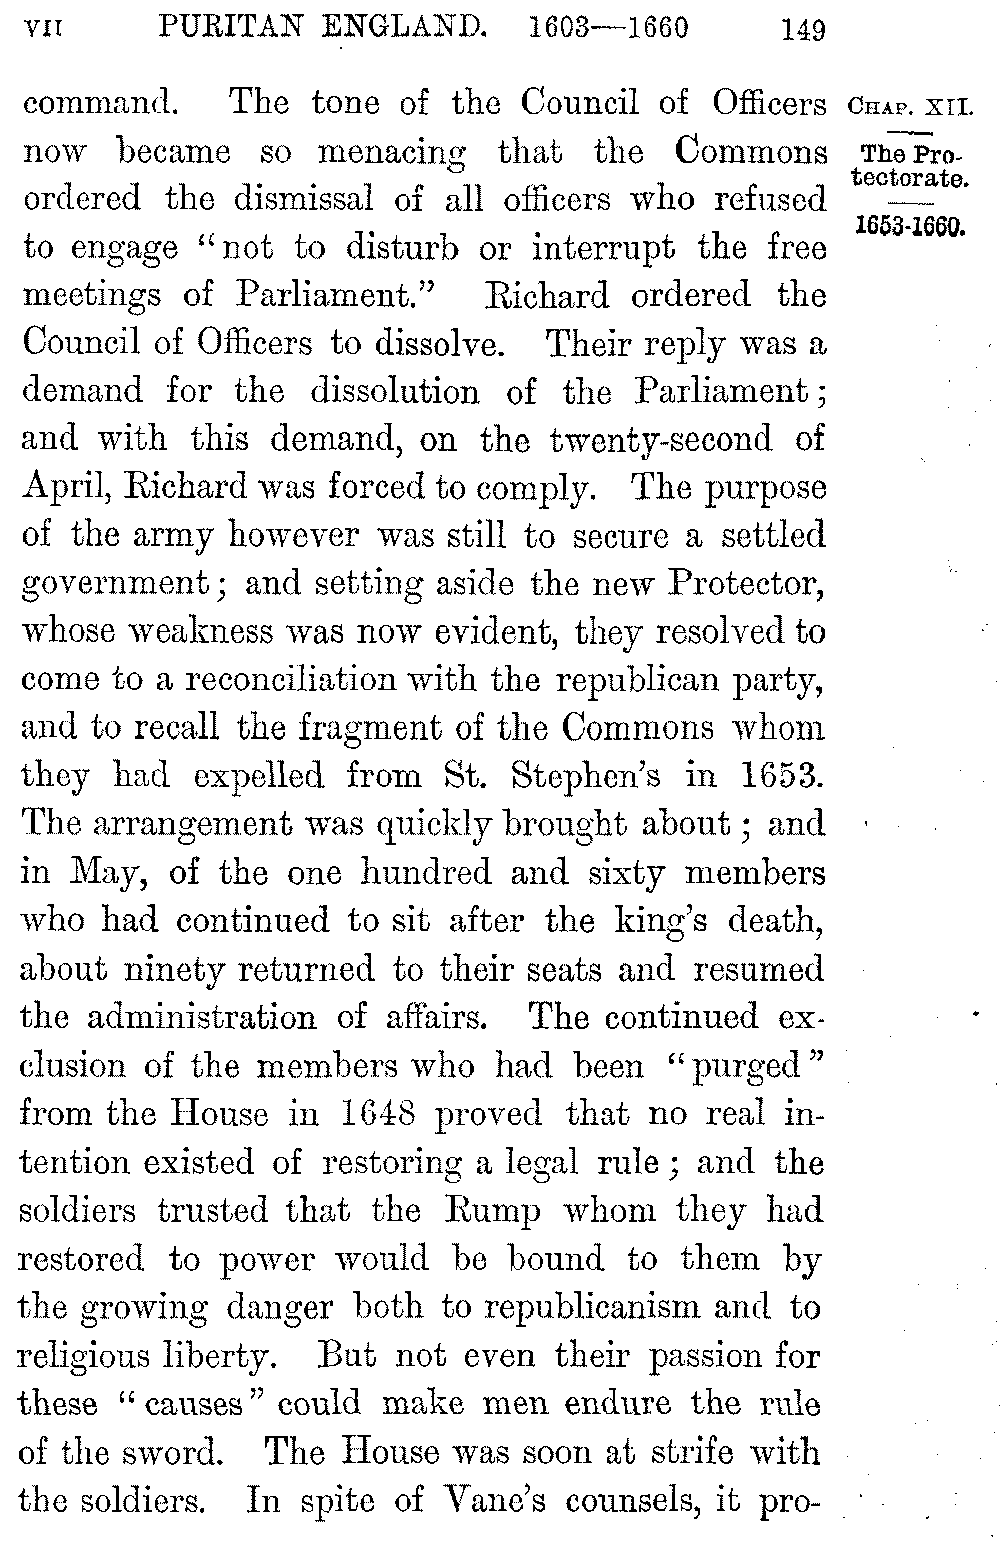 VII PURITAN ENGLAND. 1603—1660 149
command. The tone of the Council of Officers
now became so menacing that the Commons
ordered the dismissal of all officers who refused
to engage “not to disturb or interrupt the free
meetings of Parliament.” Richard ordered the
Council of Officers to dissolve. Their reply was a
demand for the dissolution of the Parliament;
and with this demand, on the twenty-second of
April, Richard was forced to comply. The purpose
of the army however was still to secure a settled
government; and setting aside the new Protector,
whose weakness was now evident, they resolved to
come to a reconciliation with the republican party,
and to recall the fragment of the Commons whom
they had expelled from St. Stephen’s in 1653.
The arrangement was quickly brought about; and
in May, of the one hundred and sixty members
who had continued to sit after the king’s death,
about ninety returned to their seats and resumed
the administration of affairs. The continued ex-
clusion of the members who had been “purged”
from the House in 1648 proved that no real in-
tention existed of restoring a legal rule; and the
soldiers trusted that the Rump whom they had
restored to power would be bound to them by
the growing danger both to republicanism and to
religious liberty. But not even their passion for
these “causes” could make men endure the rule
of the sword. The House was soon at strife with
the soldiers. In spite of Vane’s counsels, it pro-
CHAP. XII.
The Pro-
tectorate.
1653-1660.